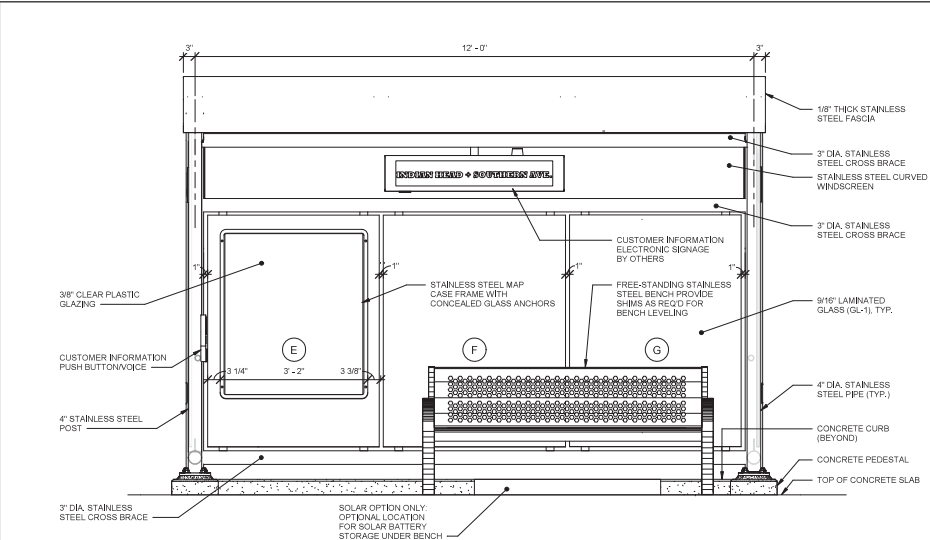 3"
12' - 0"
3"
1/8" THICK STAINLESS
STEEL FASCIA
3" DIA. STAINLESS
STEEL CROSS BRACE
STAINLESS STEEL CURVED
WINDSCREEN
INDIAN HEAD + SOUTHERN AVE.
3" DIA. STAINLESS
STEEL CROSS BRACE
CUSTOMER INFORMATION
ELECTRONIC SIGNAGE
BY OTHERS
1"
1"
1"
1"
3/8" CLEAR PLASTIC
GLAZING
STAINLESS STEEL MAP
CASE FRAME WITH
CONCEALED GLASS ANCHORS
FREE-STANDING STAINLESS
STEEL BENCH PROVIDE
SHIMS AS REQ'D FOR
BENCH LEVELING
9/16" LAMINATED
GLASS (GL-1), TYP.
E
F
G
CUSTOMER INFORMATION
PUSH BUTTON/VOICE
3 1/4"
3' - 2"
3 3/8"
4" STAINLESS STEEL
POST
4" DIA. STAINLESS
STEEL PIPE (TYP.)
CONCRETE CURB
(BEYOND)
CONCRETE PEDESTAL
TOP OF CONCRETE SLAB
3" DIA. STAINLESS
STEEL CROSS BRACE
SOLAR OPTION ONLY:
OPTIONAL LOCATION
FOR SOLAR BATTERY
STORAGE UNDER BENCH